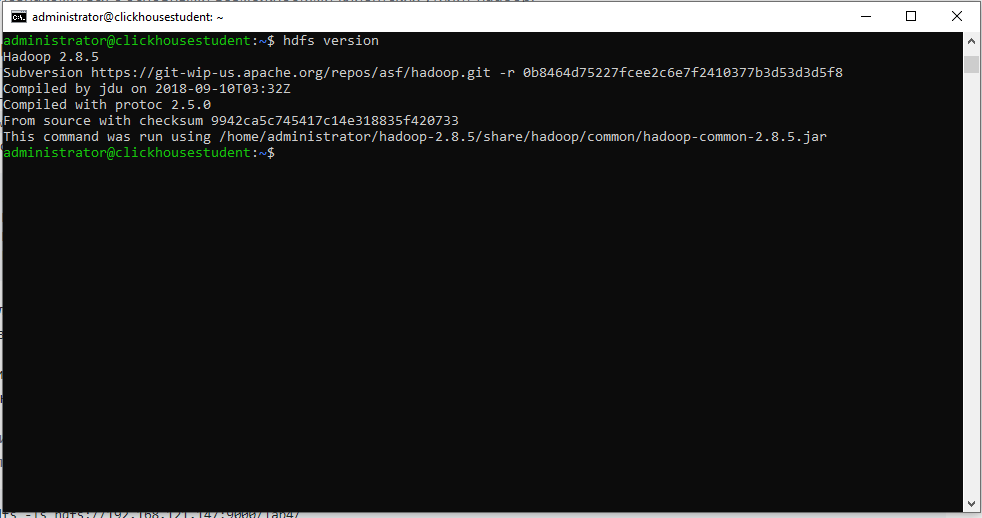 administrator@clickhousestudent: ~
administrator@clickhousestudent:~$ hdfs version
Hadoop 2.8.5
Subversion https://git-wip-us.apache.org/repos/asf/hadoop.git -r 0b8464d75227fcee2c6e7f2410377b3d53d3d5f8
Compiled by jdu on 2018-09-10T03:32Z
Compiled with protoc 2.5.0
From source with checksum 9942ca5c745417c14e318835f420733
This command was run using /home/administrator/hadoop-2.8.5/share/hadoop/common/hadoop-common-2.8.5.jar
administrator@clickhousestudent:~$